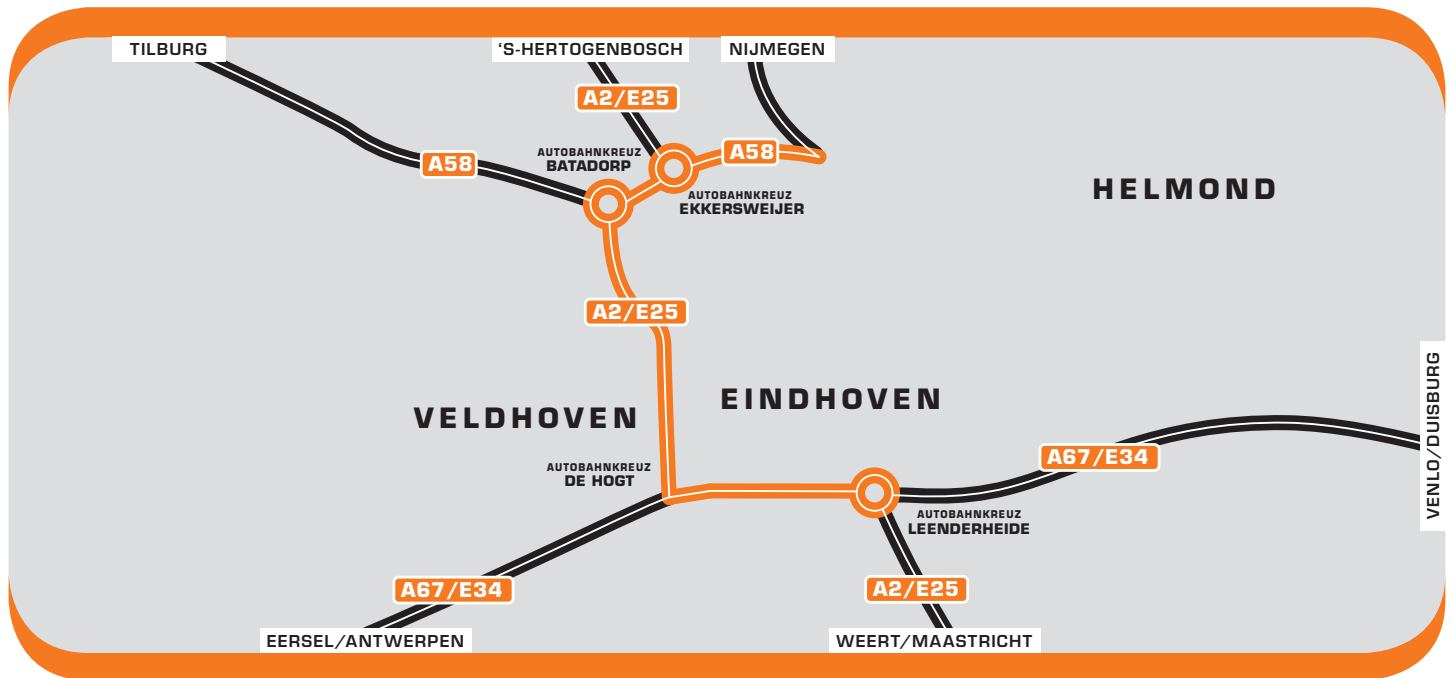 TILBURG
‘S-HERTOGENBOSCH
NIJMEGEN
A2/E25
AUTOBAHNKREUZ
BATADORP
A58
A58
AUTOBAHNKREUZ
EKKERSWEIJER
HELMOND
A2/E25
VELDHOVEN
EINDHOVEN
VENLO/DUISBURG
A67/E34
AUTOBAHNKREUZ
DE HOGT
AUTOBAHNKREUZ
LEENDERHEIDE
A67/E34
A2/E25
EERSEL/ANTWERPEN
WEERT/MAASTRICHT